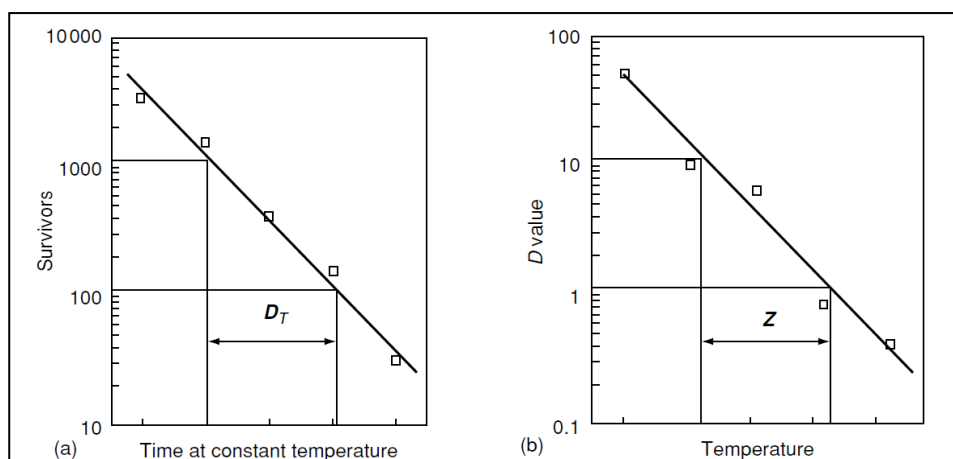 10000
1000
100
10
Survivors
D_T
(a)
Time at constant temperature
100
10
1
0.1
D value
Z
(b)
Temperature